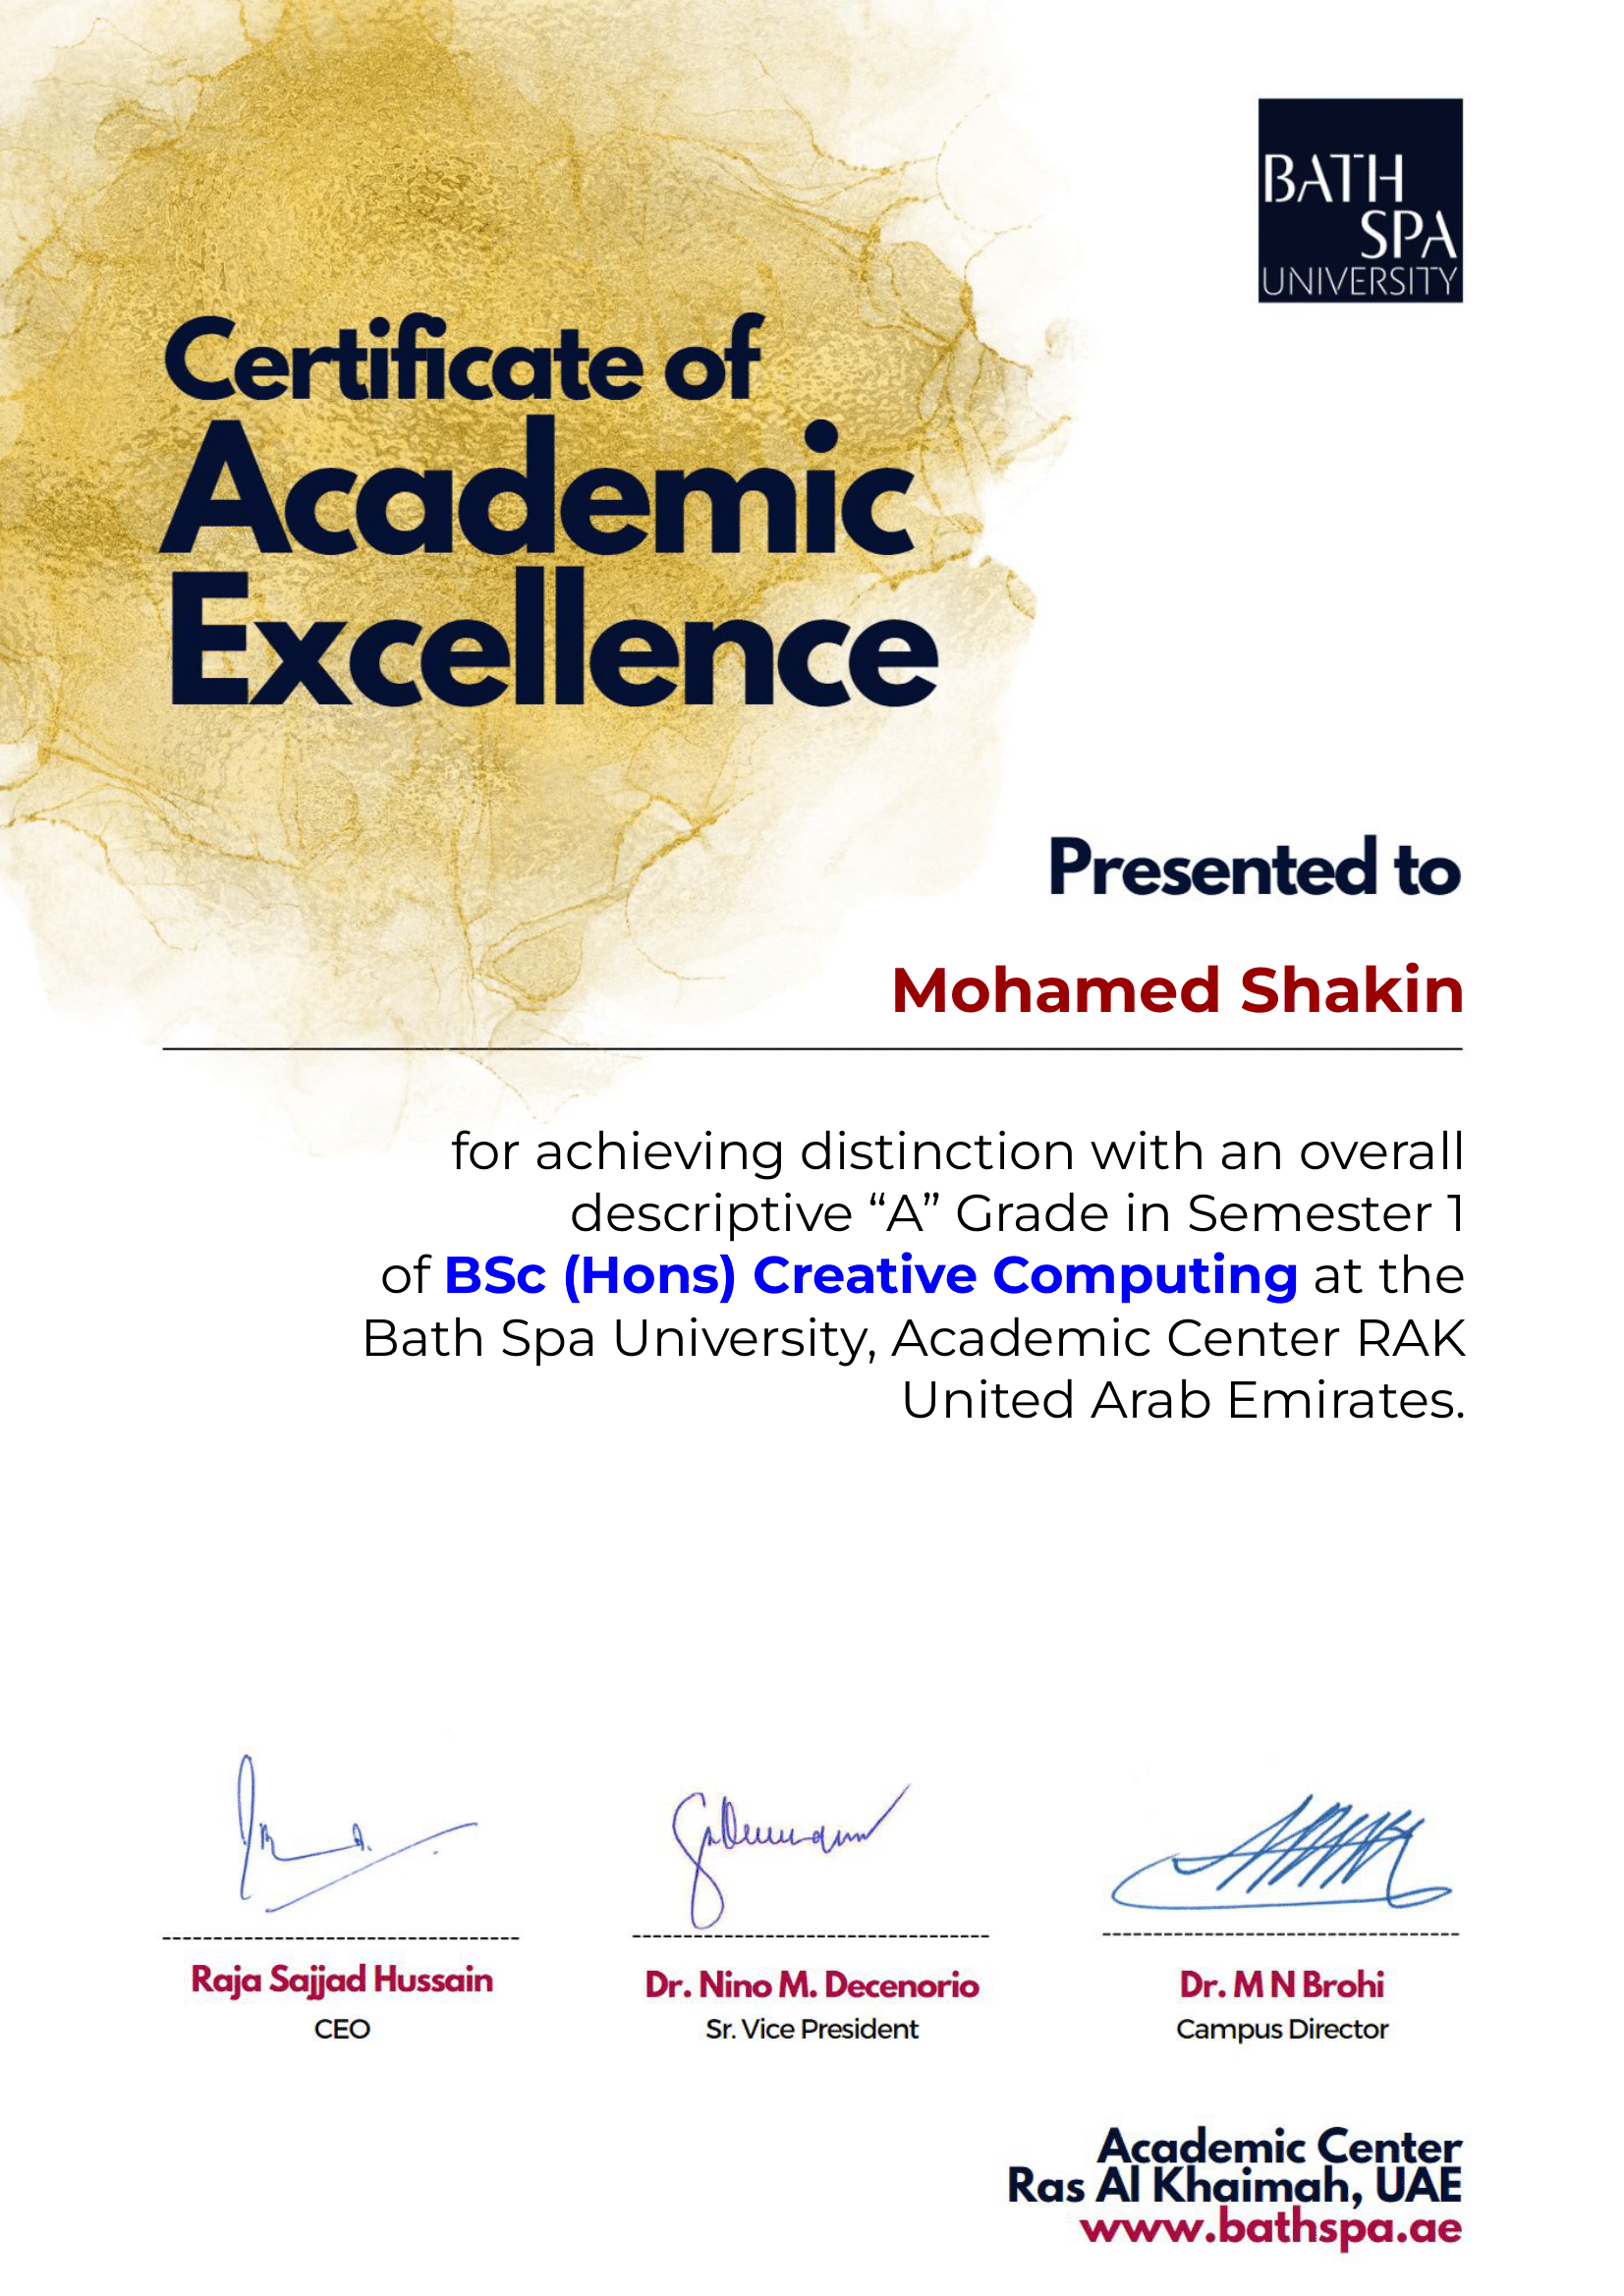 BATH
SPA
UNIVERSITY
Certificate of
Academic
Excellence
Presented to
Mohamed Shakin
for achieving distinction with an overall
descriptive “A” Grade in Semester 1
of BSc (Hons) Creative Computing at the
Bath Spa University, Academic Center RAK
United Arab Emirates.
Raja Sajjad Hussain
CEO
Dr. Nino M. Decenorio
Sr. Vice President
Dr. M N Brohi
Campus Director
Academic Center
Ras Al Khaimah, UAE
www.bathspa.ae